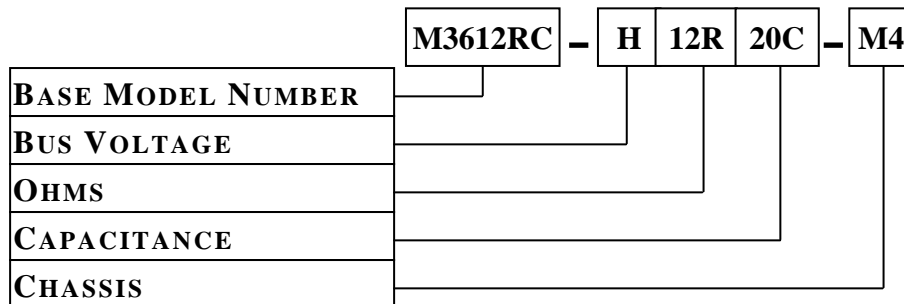 M3612RC – H 12R 20C – M4
BASE MODEL NUMBER
BUS VOLTAGE
OHMS
CAPACITANCE
CHASSIS